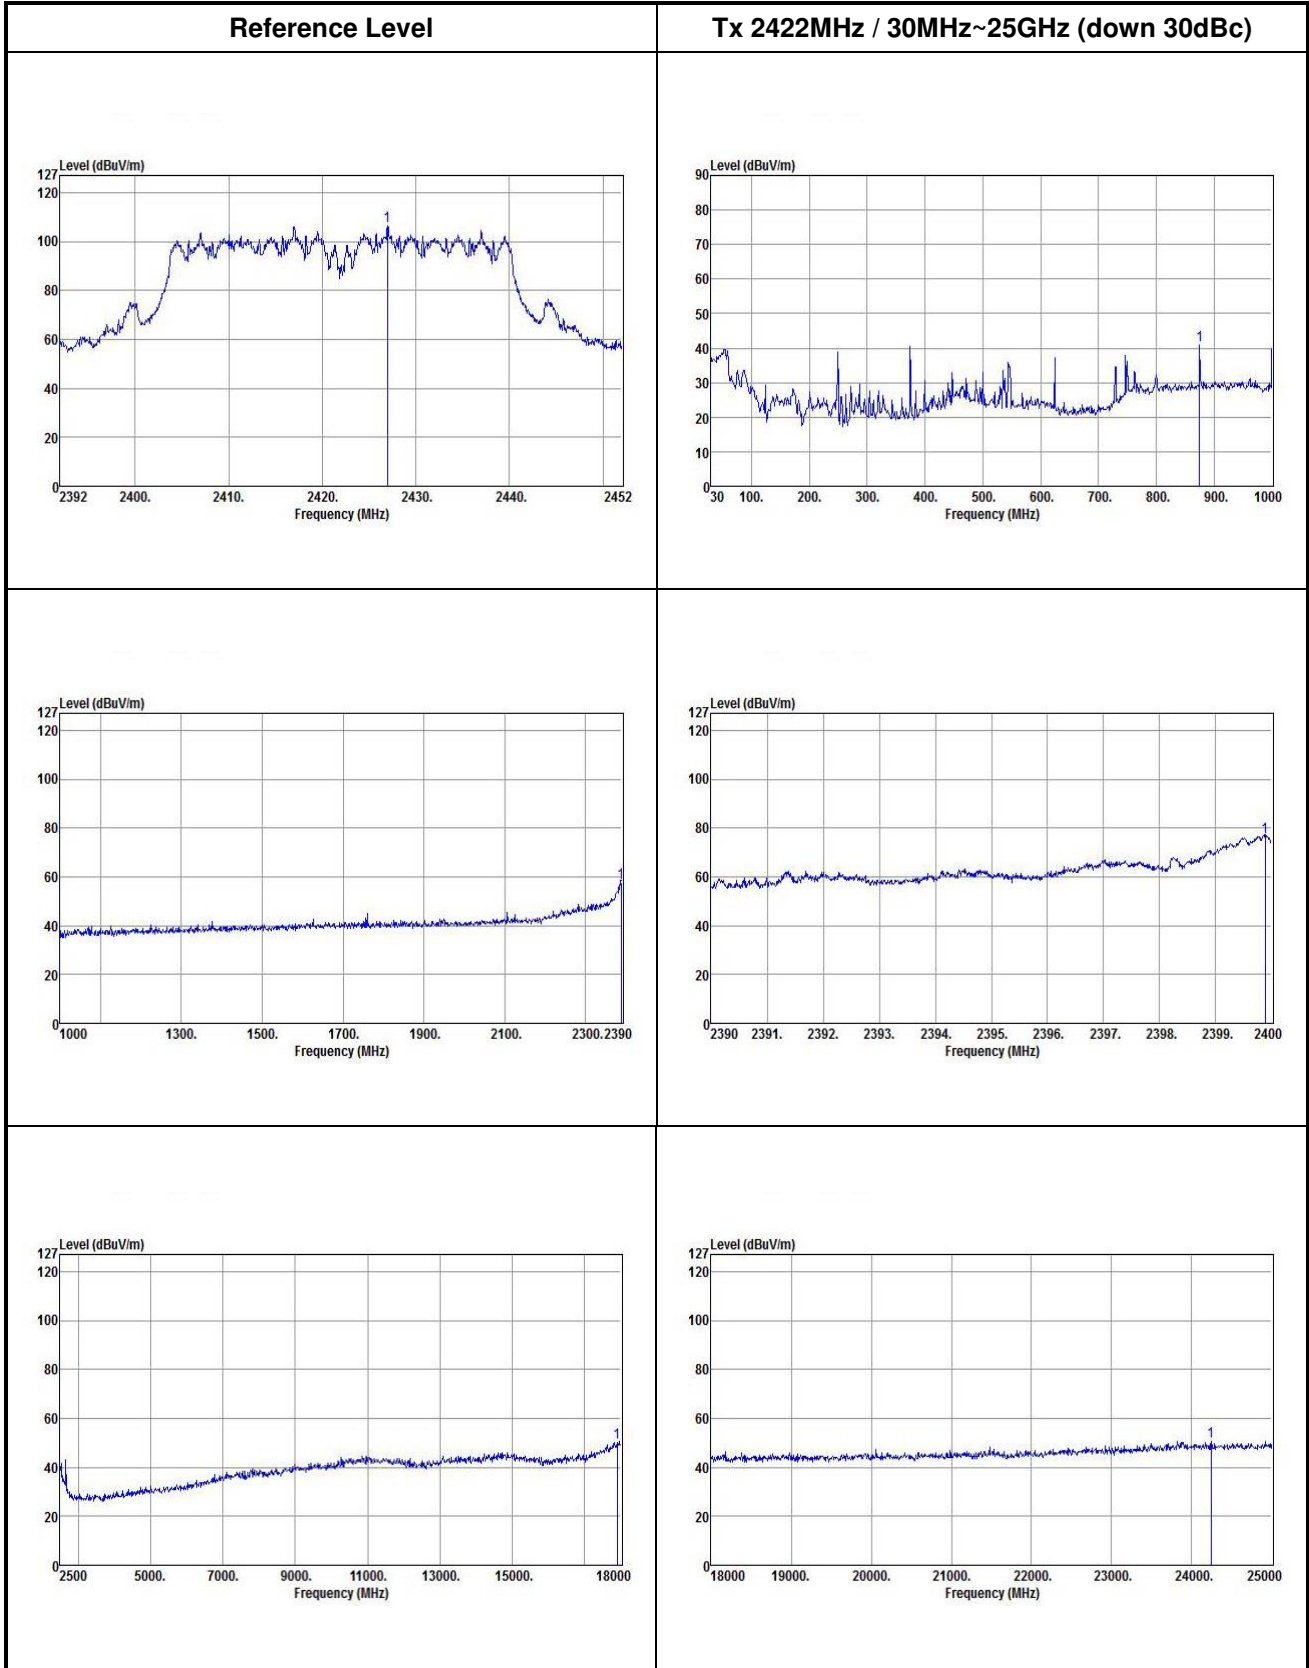 Reference Level
Tx 2422MHz / 30MHz~25GHz (down 30dBc)
Level (dBuV/m)
127
120
100
80
60
40
20
0
1
2392 2400. 2410. 2420. 2430. 2440. 2452
Frequency (MHz)
Level (dBuV/m)
90
80
70
60
50
40
30
20
10
0
1
30 100. 200. 300. 400. 500. 600. 700. 800. 900. 1000
Frequency (MHz)
Level (dBuV/m)
127
120
100
80
60
40
20
0
1
1000 1300. 1500. 1700. 1900. 2100. 2300. 2390
Frequency (MHz)
Level (dBuV/m)
127
120
100
80
60
40
20
0
1
2390 2391. 2392. 2393. 2394. 2395. 2396. 2397. 2398. 2399. 2400
Frequency (MHz)
Level (dBuV/m)
127
120
100
80
60
40
20
0
1
2500 5000. 7000. 9000. 11000. 13000. 15000. 18000
Frequency (MHz)
Level (dBuV/m)
127
120
100
80
60
40
20
0
1
18000 19000. 20000. 21000. 22000. 23000. 24000. 25000
Frequency (MHz)